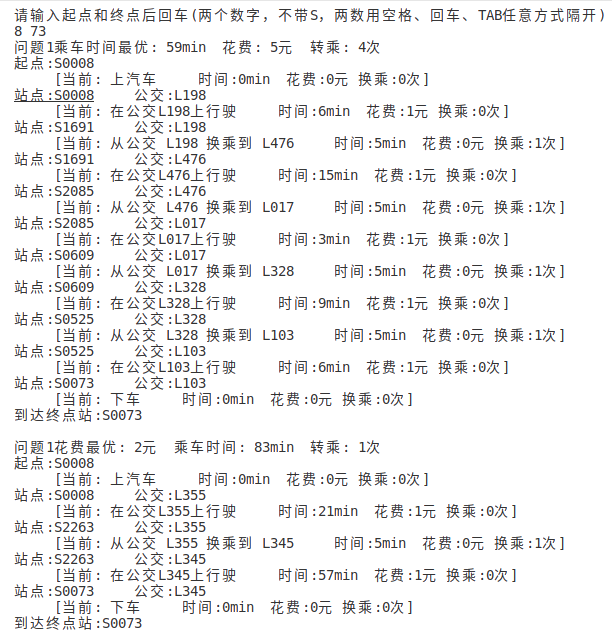 请输入起点和终点后回车(两个数字，不带S，两数用空格、回车、TAB任意方式隔开)
8 73
问题1乘车时间最优: 59min 花费: 5元 转乘: 4次
起点:S0008
[当前: 上汽车 时间:0min 花费:0元 换乘:0次]
站点:S0008 公交:L198
[当前: 在公交L198上行驶 时间:6min 花费:1元 换乘:0次]
站点:S1691 公交:L198
[当前: 从公交 L198 换乘到 L476 时间:5min 花费:0元 换乘:1次]
站点:S1691 公交:L476
[当前: 在公交L476上行驶 时间:15min 花费:1元 换乘:0次]
站点:S2085 公交:L476
[当前: 从公交 L476 换乘到 L017 时间:5min 花费:0元 换乘:1次]
站点:S2085 公交:L017
[当前: 在公交L017上行驶 时间:3min 花费:1元 换乘:0次]
站点:S0609 公交:L017
[当前: 从公交 L017 换乘到 L328 时间:5min 花费:0元 换乘:1次]
站点:S0609 公交:L328
[当前: 在公交L328上行驶 时间:9min 花费:1元 换乘:0次]
站点:S0525 公交:L328
[当前: 从公交 L328 换乘到 L103 时间:5min 花费:0元 换乘:1次]
站点:S0525 公交:L103
[当前: 在公交L103上行驶 时间:6min 花费:1元 换乘:0次]
站点:S0073 公交:L103
[当前: 下车 时间:0min 花费:0元 换乘:0次]
到达终点站:S0073
问题1花费最优: 2元 乘车时间: 83min 转乘: 1次
起点:S0008
[当前: 上汽车 时间:0min 花费:0元 换乘:0次]
站点:S0008 公交:L355
[当前: 在公交L355上行驶 时间:21min 花费:1元 换乘:0次]
站点:S2263 公交:L355
[当前: 从公交 L355 换乘到 L345 时间:5min 花费:0元 换乘:1次]
站点:S2263 公交:L345
[当前: 在公交L345上行驶 时间:57min 花费:1元 换乘:0次]
站点:S0073 公交:L345
[当前: 下车 时间:0min 花费:0元 换乘:0次]
到达终点站:S0073